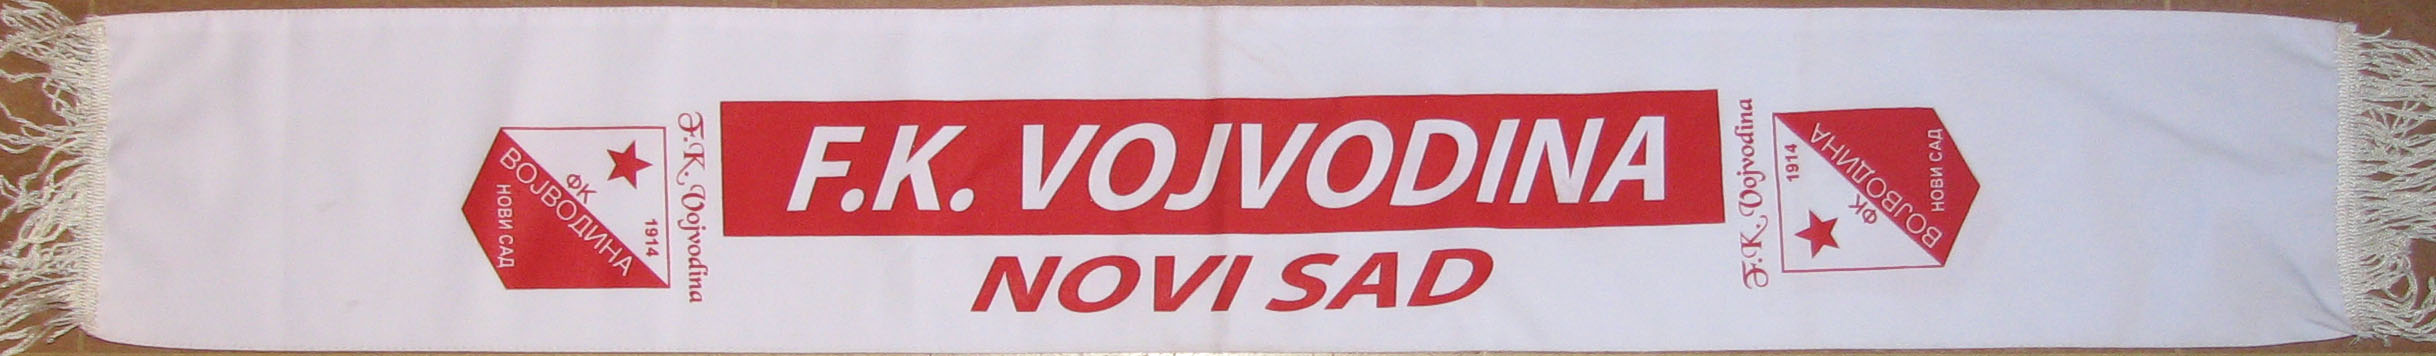 F.K. Vojvodina
1914
ФК
ВОЈВОДИНА
НОВИ САД
F.K. VOJVODINA
NOVI SAD
F.K. Vojvodina
1914
ФК
ВОЈВОДИНА
НОВИ САД